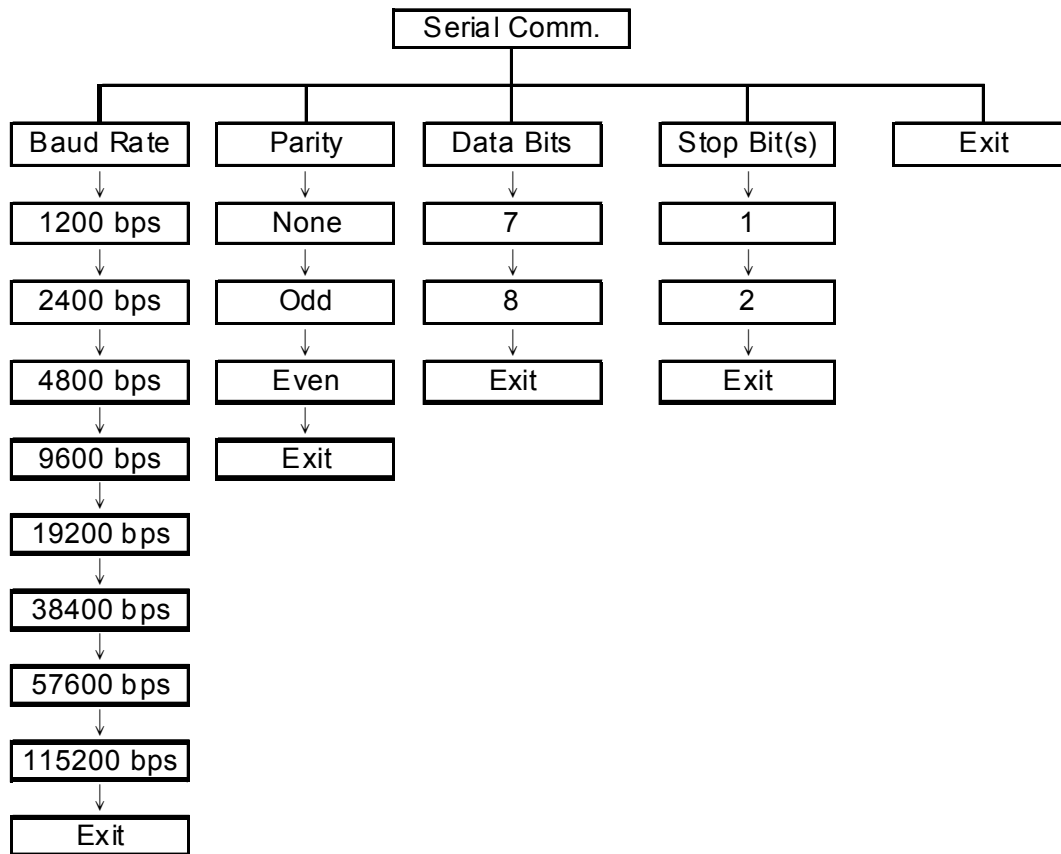 Serial Comm.
Baud Rate
Parity
Data Bits
Stop Bit(s)
Exit
1200 bps
None
7
1
2400 bps
Odd
8
2
4800 bps
Even
Exit
Exit
9600 bps
Exit
19200 bps
38400 bps
57600 bps
115200 bps
Exit